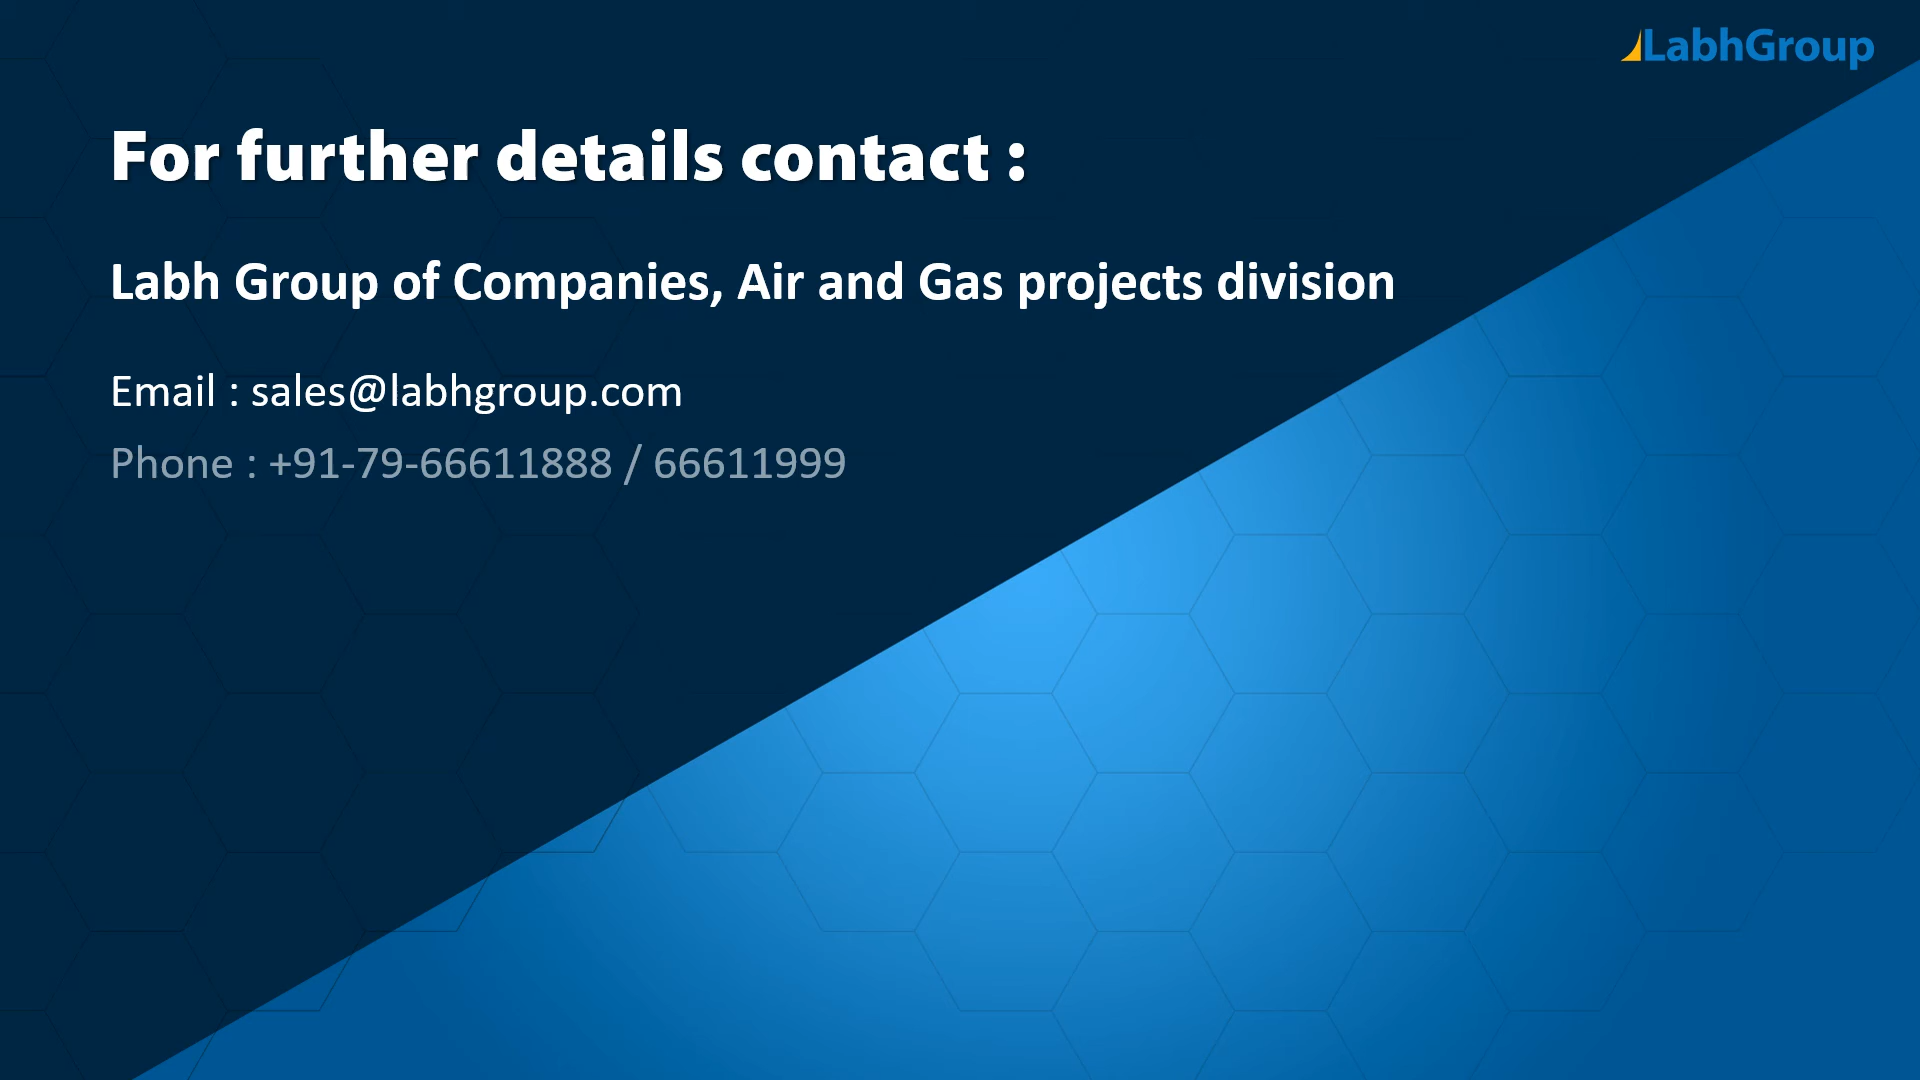 LabhGroup
For further details contact :
Labh Group of Companies, Air and Gas projects division
Email : sales@labhgroup.com
Phone : +91-79-66611888 / 66611999